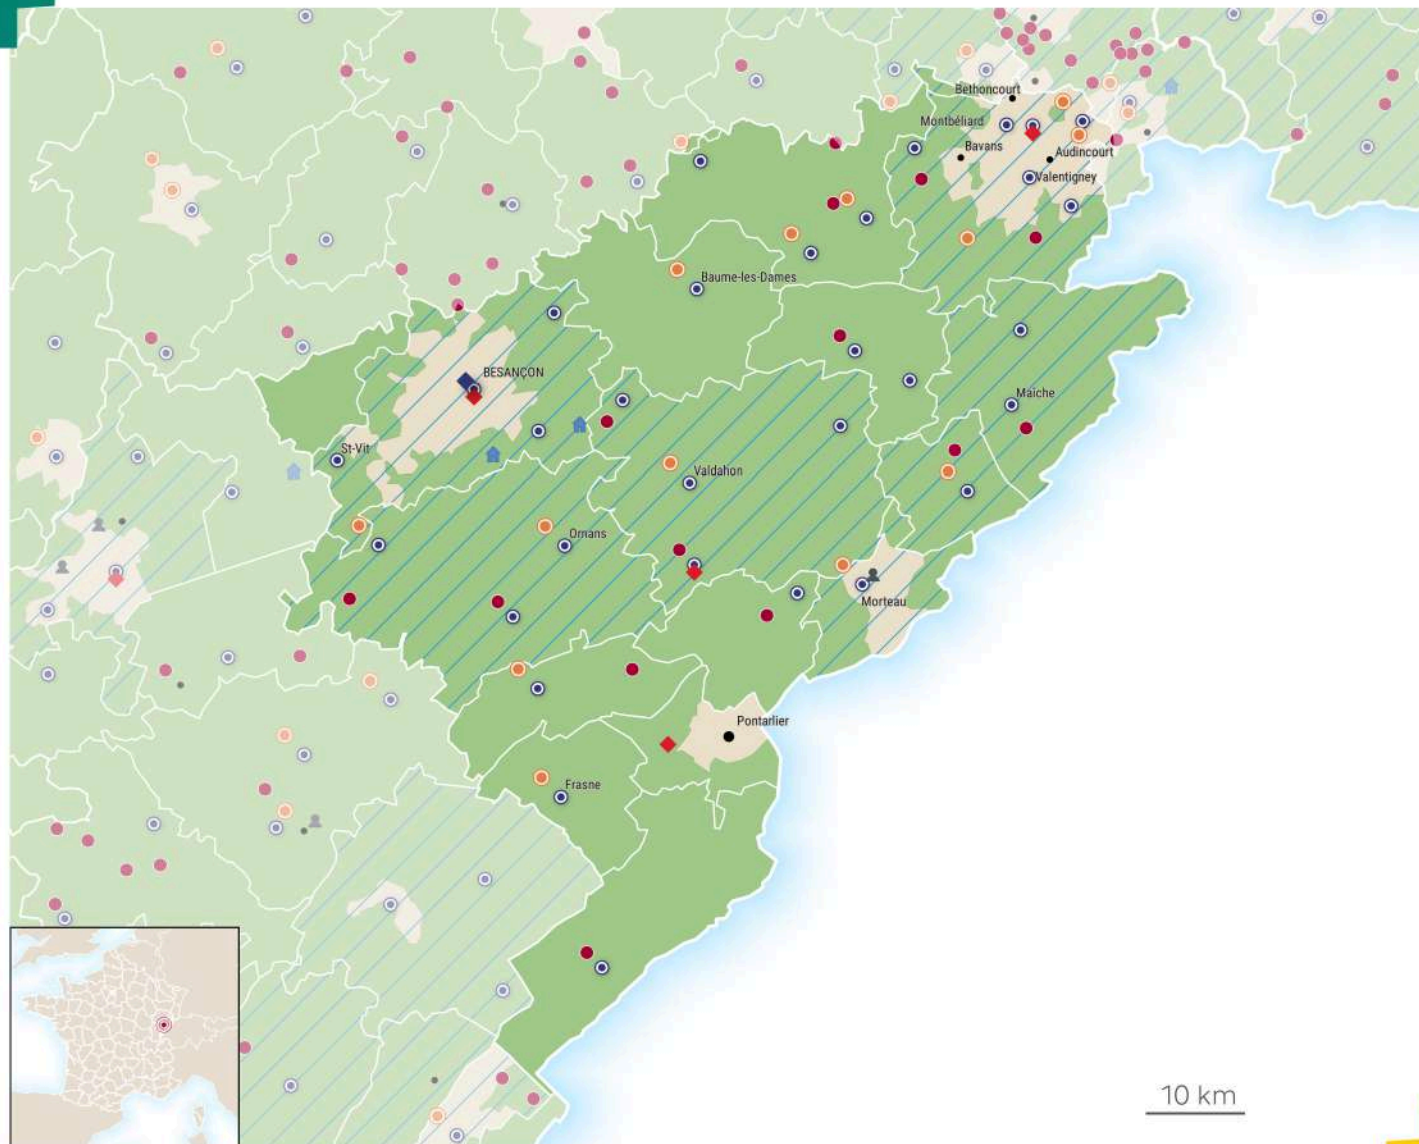 Bethoncourt
Montbéliard
Bavans
Audincourt
Valentigney
Baume-les-Dames
BESANÇON
Maîche
St-Vit
Valdahon
Ornans
Morteau
Pontarlier
Frasne
10 km